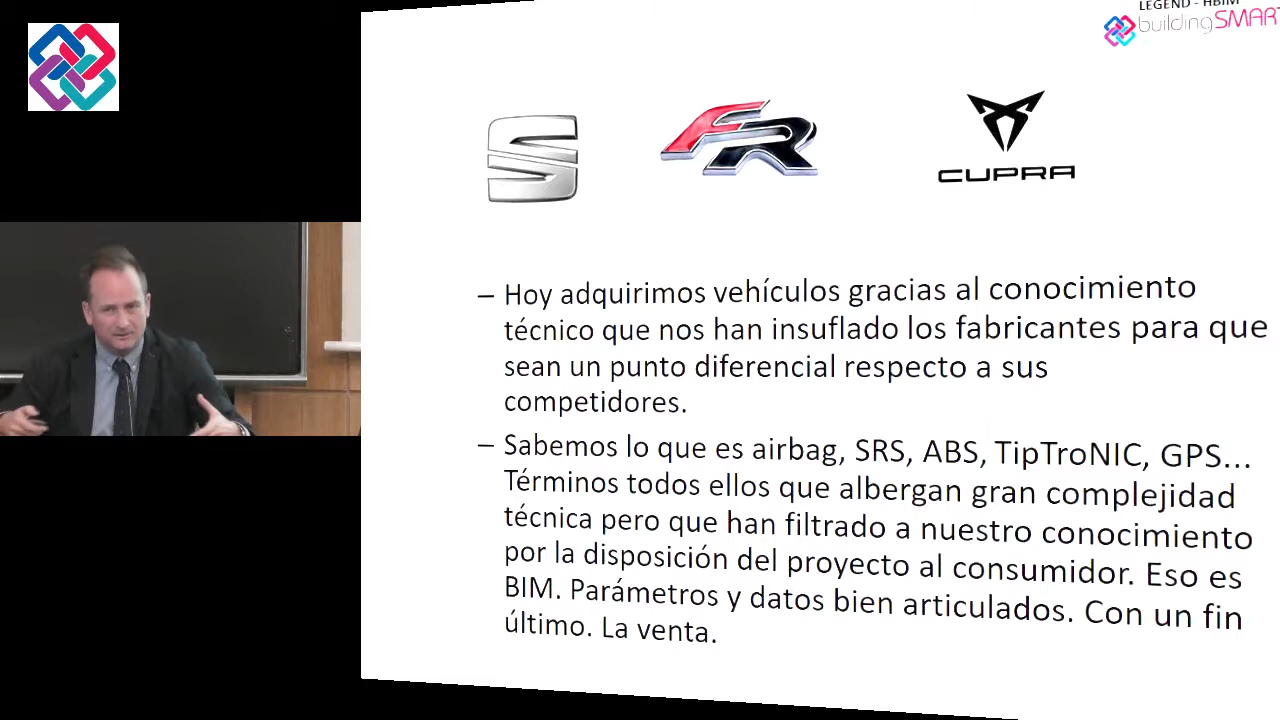 LEGEND - HBIM
buildingSMART
FR
CUPRA
– Hoy adquirimos vehículos gracias al conocimiento
técnico que nos han insuflado los fabricantes para que
sean un punto diferencial respecto a sus
competidores.
– Sabemos lo que es airbag, SRS, ABS, TipTroNIC, GPS...
Términos todos ellos que albergan gran complejidad
técnica pero que han filtrado a nuestro conocimiento
por la disposición del proyecto al consumidor. Eso es
BIM. Parámetros y datos bien articulados. Con un fin
último. La venta.